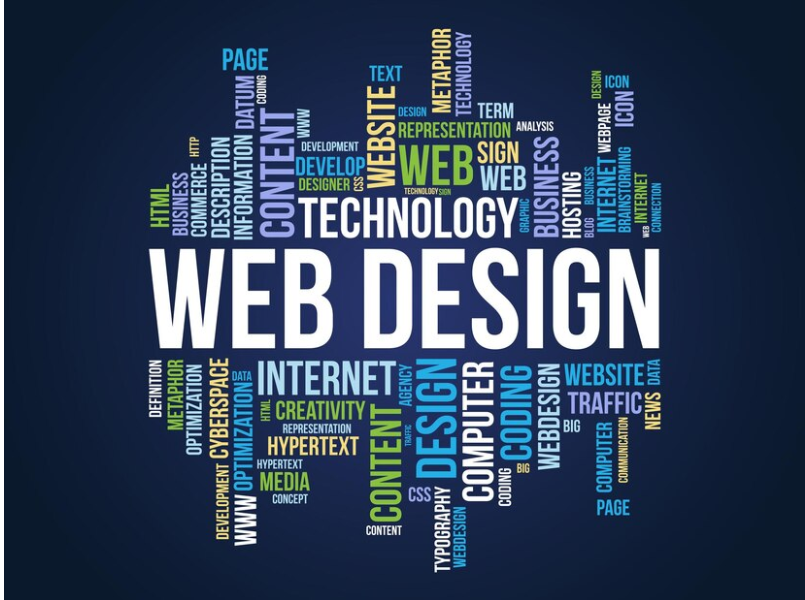 PAGE
DATUM
CODING
CONTENT
WWW
TEXT
METAPHOR
TECHNOLOGY
WEBSITE
DESIGN
TERM
REPRESENTATION
ANALYSIS
DESIGN
ICON
ICON
WEBPAGE
HTTP
DEVELOPMENT
DEVELOP
DESIGNER
CSS
WEB
SIGN
WEB
TECHNOLOGY
SIGN
HTML
BUSINESS
COMMERCE
DESCRIPTION
INFORMATION
TECHNOLOGY
GRAPHIC
BUSINESS
HOSTING
BUSINESS
BLOG
INTERNET
BRAINSTORMING
INTERNET
WEB
CONNECTION
WEB DESIGN
DEFINITION
METAPHOR
OPTIMIZATION
CYBERSPACE
DATA
OPTIMIZATION
INTERNET
AGENCY
HTML
CREATIVITY
REPRESENTATION
HYPERTEXT
HYPERTEXT
MEDIA
CONCEPT
DEVELOPMENT
WWW
CONTENT
CONTENT
TRAFFIC
DESIGN
CSS
TYPOGRAPHY
WEBDESIGN
COMPUTER
CODING
CODING
BIG
WEBDESIGN
BIG
WEBSITE
DATA
TRAFFIC
NEWS
COMPUTER
COMMUNICATION
PAGE